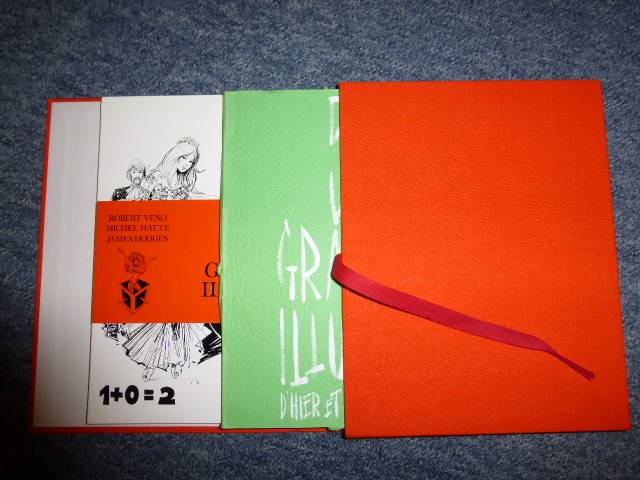 ROBERT VENO
MICHEL HATTE
JAMES HODGES
1+0=2
GRA
ILLU
D'HIER ET